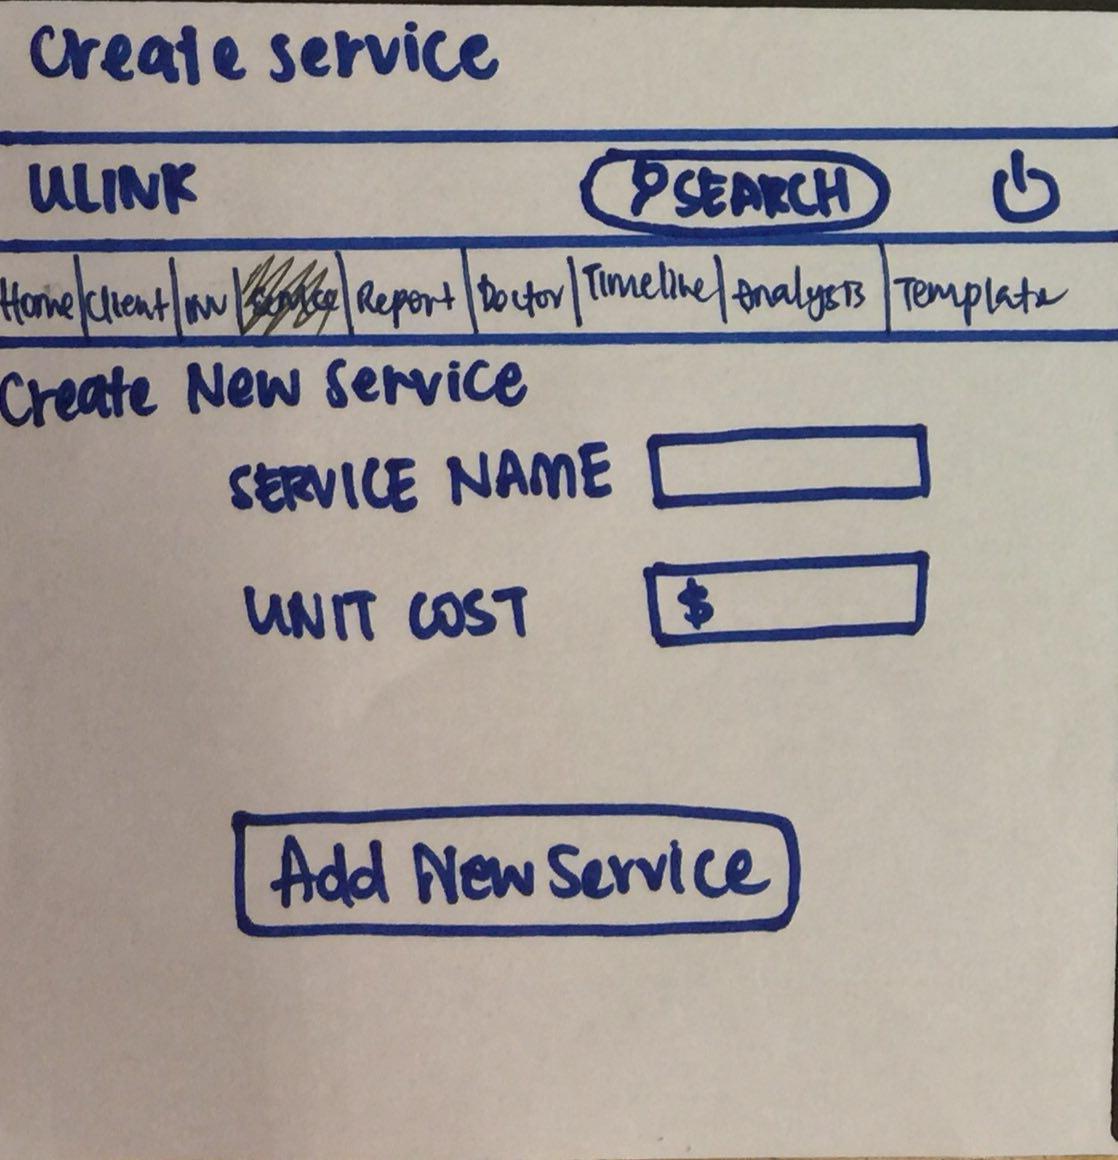 Create service
ULINK SEARCH
Home Client INV Service Report Doctor Timeline Analysis Template
Create New Service
SERVICE NAME
UNIT COST $
Add New Service